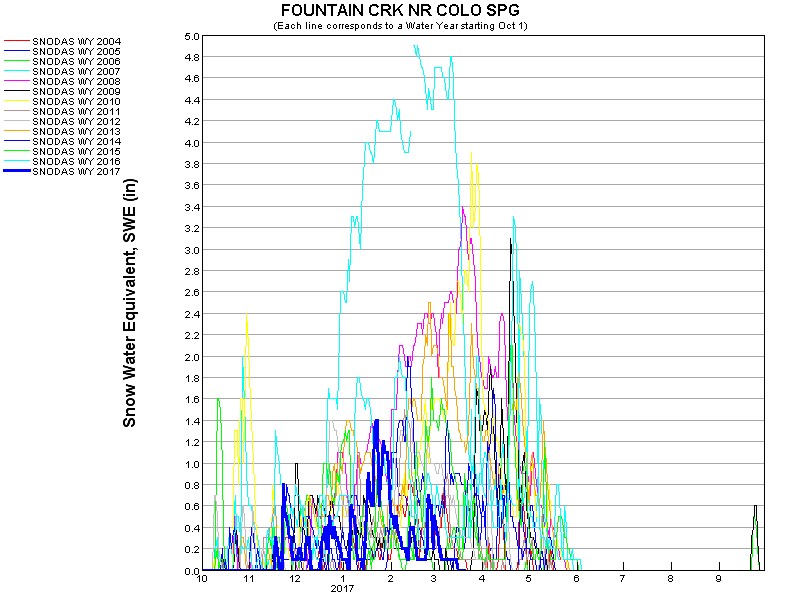 FOUNTAIN CRK NR COLO SPG
(Each line corresponds to a Water Year starting Oct 1)
SNODAS WY 2004
SNODAS WY 2005
SNODAS WY 2006
SNODAS WY 2007
SNODAS WY 2008
SNODAS WY 2009
SNODAS WY 2010
SNODAS WY 2011
SNODAS WY 2012
SNODAS WY 2013
SNODAS WY 2014
SNODAS WY 2015
SNODAS WY 2016
SNODAS WY 2017
Snow Water Equivalent, SWE (in)
5.0
4.8
4.6
4.4
4.2
4.0
3.8
3.6
3.4
3.2
3.0
2.8
2.6
2.4
2.2
2.0
1.8
1.6
1.4
1.2
1.0
0.8
0.6
0.4
0.2
0.0
10 11 12 1 2 3 4 5 6 7 8 9
2017